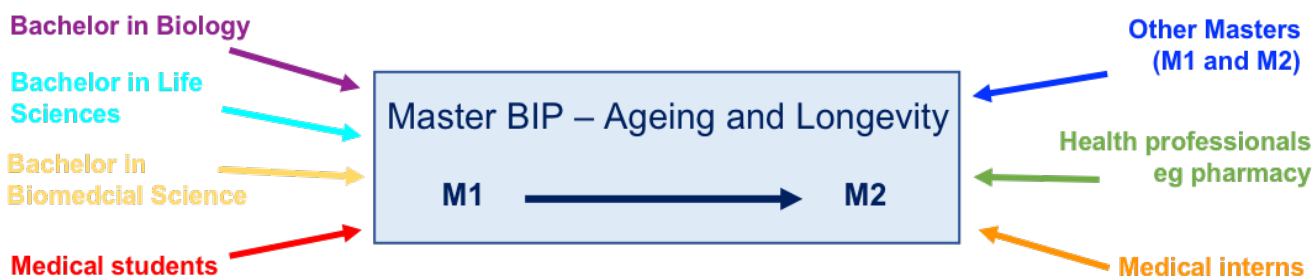 Bachelor in Biology
Bachelor in Life
Sciences
Bachelor in
Biomedcial Science
Medical students
Master BIP – Ageing and Longevity
M1 M2
Other Masters
(M1 and M2)
Health professionals
eg pharmacy
Medical interns